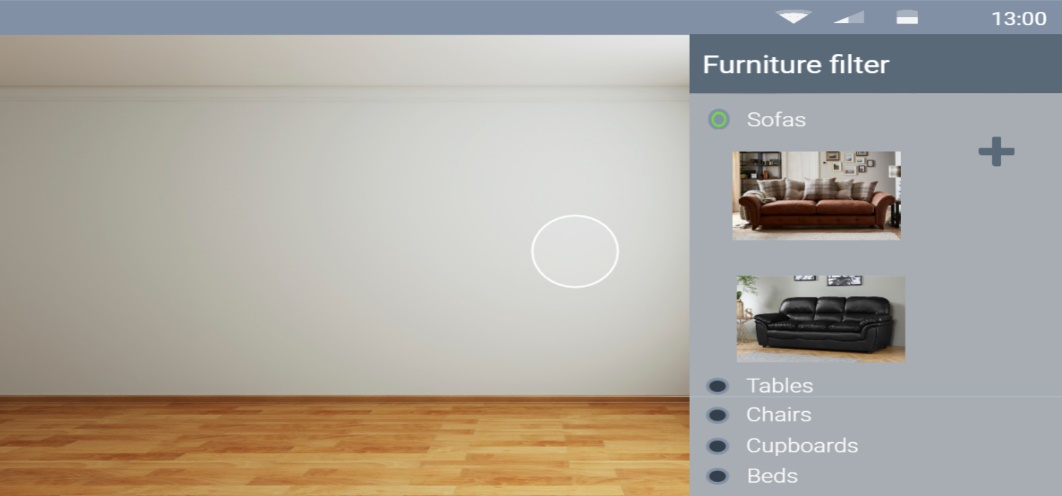 13:00
Furniture filter
Sofas
Tables
Chairs
Cupboards
Beds